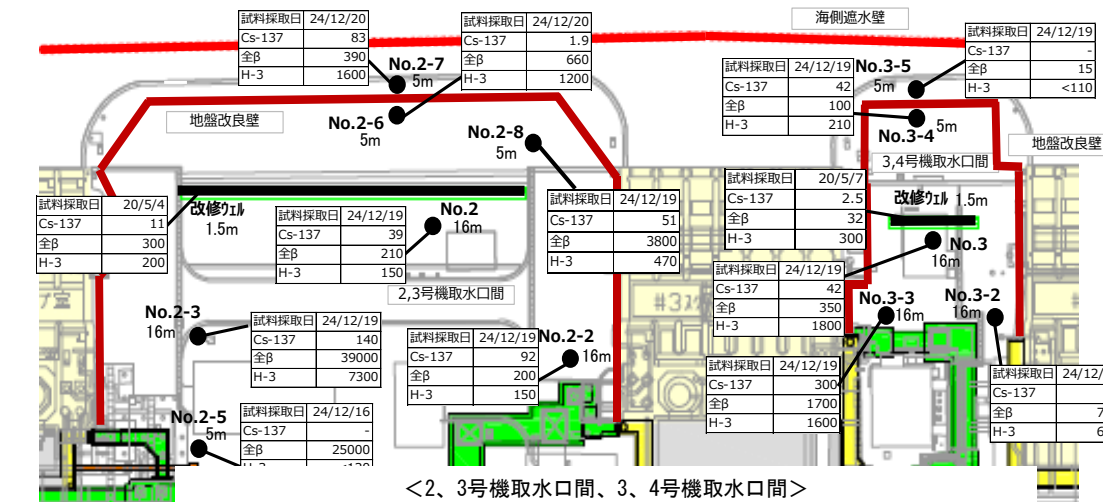 海側遮水壁
試料採取日 24/12/20
Cs-137 83
全β 390
H-3 1600
試料採取日 24/12/20
Cs-137 1.9
全β 660
H-3 1200
No.2-7
5m
No.2-6
5m
No.2-8
5m
地盤改良壁
試料採取日 24/12/19
Cs-137 -
全β 15
H-3 <110
試料採取日 24/12/19
Cs-137 42
全β 100
H-3 210
No.3-5
5m
No.3-4
5m
地盤改良壁
3,4号機取水口間
試料採取日 20/5/4
Cs-137 11
全β 300
H-3 200
改修ウェル
1.5m
試料採取日 24/12/19
Cs-137 39
全β 210
H-3 150
No.2
16m
試料採取日 24/12/19
Cs-137 51
全β 3800
H-3 470
試料採取日 20/5/7
Cs-137 2.5
全β 32
H-3 300
改修ウェル 1.5m
No.3
16m
2,3号機取水口間
試料採取日 24/12/19
Cs-137 42
全β 350
H-3 1800
No.2-3
16m
試料採取日 24/12/19
Cs-137 140
全β 39000
H-3 7300
試料採取日 24/12/19
Cs-137 92
全β 200
H-3 150
No.2-2
16m
#3
No.3-3
16m
No.3-2
16m
試料採取日 24/12/19
Cs-137 300
全β 1700
H-3 1600
試料採取日 24/12/
Cs-137
全β 7
H-3 6
No.2-5
5m
試料採取日 24/12/16
Cs-137 -
全β 25000
<2、3号機取水口間、3、4号機取水口間>